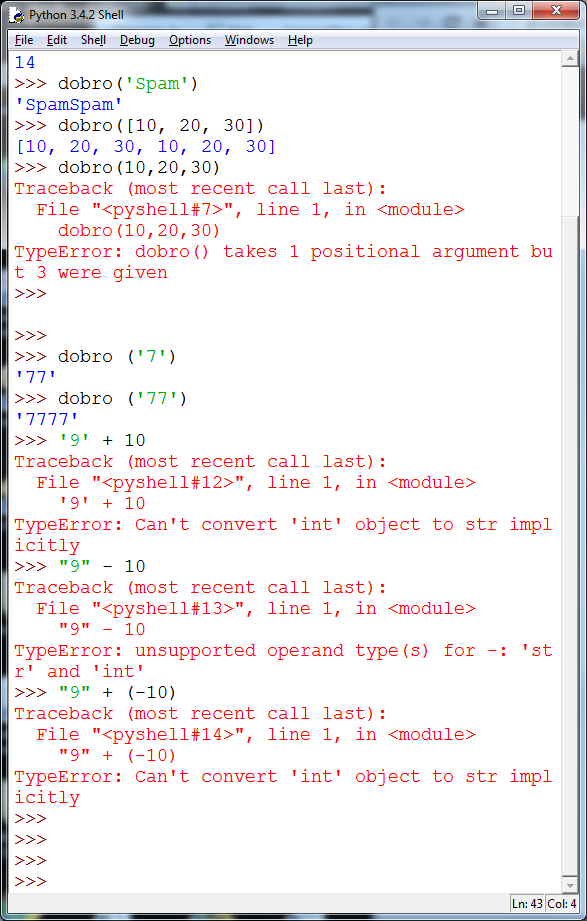 Python 3.4.2 Shell
File Edit Shell Debug Options Windows Help
14
>>> dobro('Spam')
'SpamSpam'
>>> dobro([10, 20, 30])
[10, 20, 30, 10, 20, 30]
>>> dobro(10,20,30)
Traceback (most recent call last):
  File "<pyshell#7>", line 1, in <module>
    dobro(10,20,30)
TypeError: dobro() takes 1 positional argument bu
t 3 were given
>>>
>>>
>>> dobro ('7')
'77'
>>> dobro ('77')
'7777'
>>> '9' + 10
Traceback (most recent call last):
  File "<pyshell#12>", line 1, in <module>
    '9' + 10
TypeError: Can't convert 'int' object to str impl
icitly
>>> "9" - 10
Traceback (most recent call last):
  File "<pyshell#13>", line 1, in <module>
    "9" - 10
TypeError: unsupported operand type(s) for -: 'st
r' and 'int'
>>> "9" + (-10)
Traceback (most recent call last):
  File "<pyshell#14>", line 1, in <module>
    "9" + (-10)
TypeError: Can't convert 'int' object to str impl
icitly
>>>
>>>
>>>
>>>
Ln: 43 Col: 4